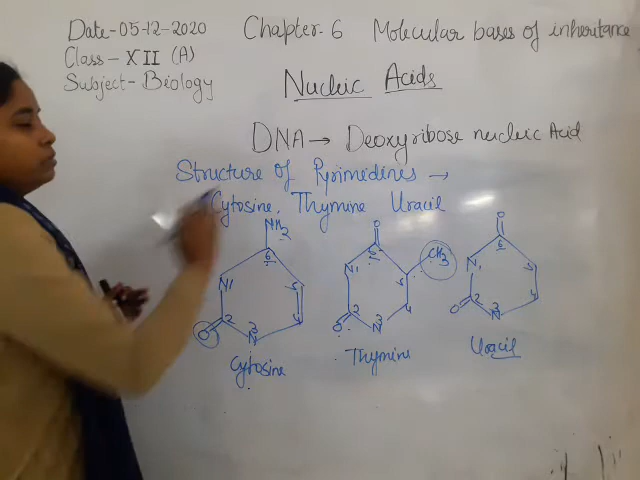 Date-05-12-2020 Chapter-6 Molecular bases of inheritance
Class-XII (A)
Subject-Biology
Nucleic Acids
DNA→ Deoxyribose nucleic Acid
Structure of Pyrimedines →
Cytosine, Thymine Uracil
NH2
6
N1
5
4
2
3
N
O
Cytosine
O
6
N1
5
CH3
4
2
3
N
O
Thymine
O
6
N1
5
4
2
3
N
O
Uracil